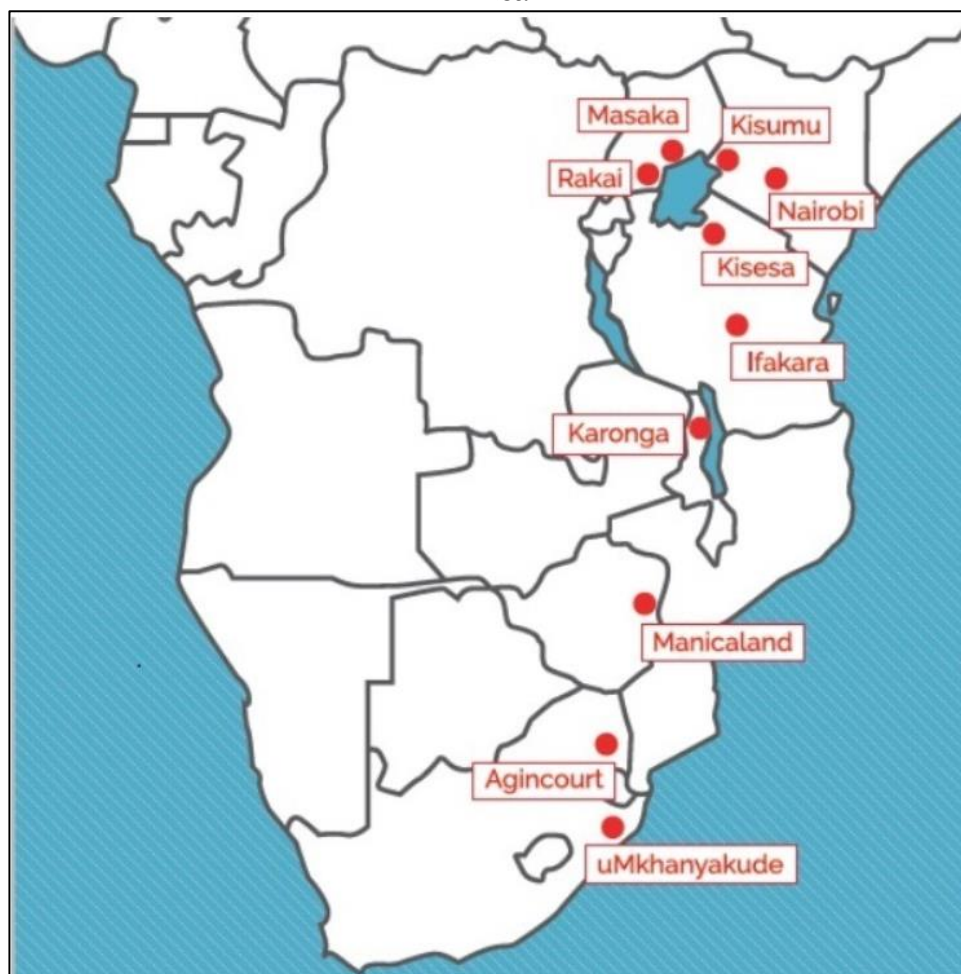 Masaka
Kisumu
Rakai
Nairobi
Kisesa
Ifakara
Karonga
Manicaland
Agincourt
uMkhanyakude